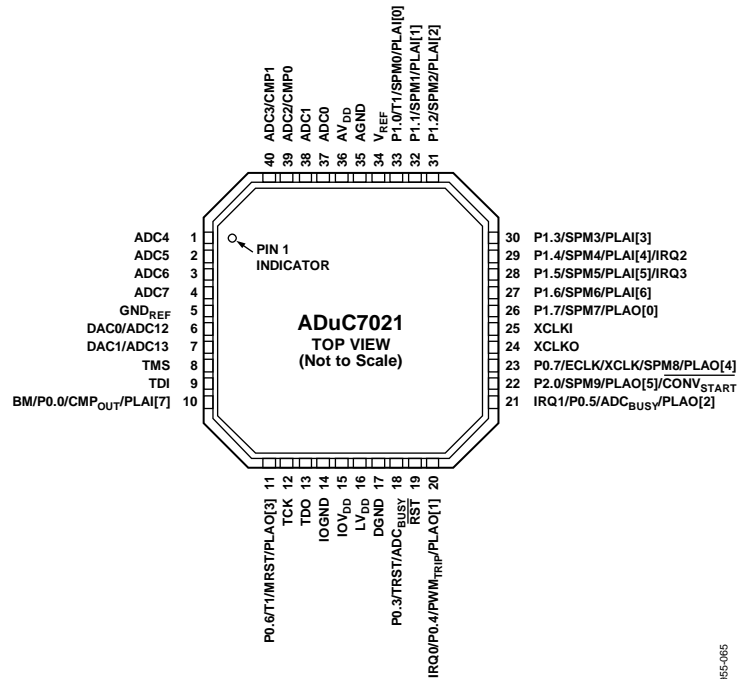 40 ADC3/CMP1
39 ADC2/CMP0
38 ADC1
37 ADC0
36 AVDD
35 AGND
34 VREF
33 P1.0/T1/SPM0/PLAI[0]
32 P1.1/SPM1/PLAI[1]
31 P1.2/SPM2/PLAI[2]
ADC4 1
ADC5 2
ADC6 3
ADC7 4
GNDREF 5
DAC0/ADC12 6
DAC1/ADC13 7
TMS 8
TDI 9
BM/P0.0/CMPOUT/PLAI[7] 10
PIN 1
INDICATOR
ADuC7021
TOP VIEW
(Not to Scale)
30 P1.3/SPM3/PLAI[3]
29 P1.4/SPM4/PLAI[4]/IRQ2
28 P1.5/SPM5/PLAI[5]/IRQ3
27 P1.6/SPM6/PLAI[6]
26 P1.7/SPM7/PLAO[0]
25 XCLKI
24 XCLKO
23 P0.7/ECLK/XCLK/SPM8/PLAO[4]
22 P2.0/SPM9/PLAO[5]/CONVSTART
21 IRQ1/P0.5/ADCBUSY/PLAO[2]
P0.6/T1/MRST/PLAO[3] 11
TCK 12
TDO 13
IOGND 14
IOVDD 15
LVDD 16
DGND 17
P0.3/TRST/ADCBUSY 18
RST 19
IRQ0/P0.4/PWMTRIP/PLAO[1] 20
55-065